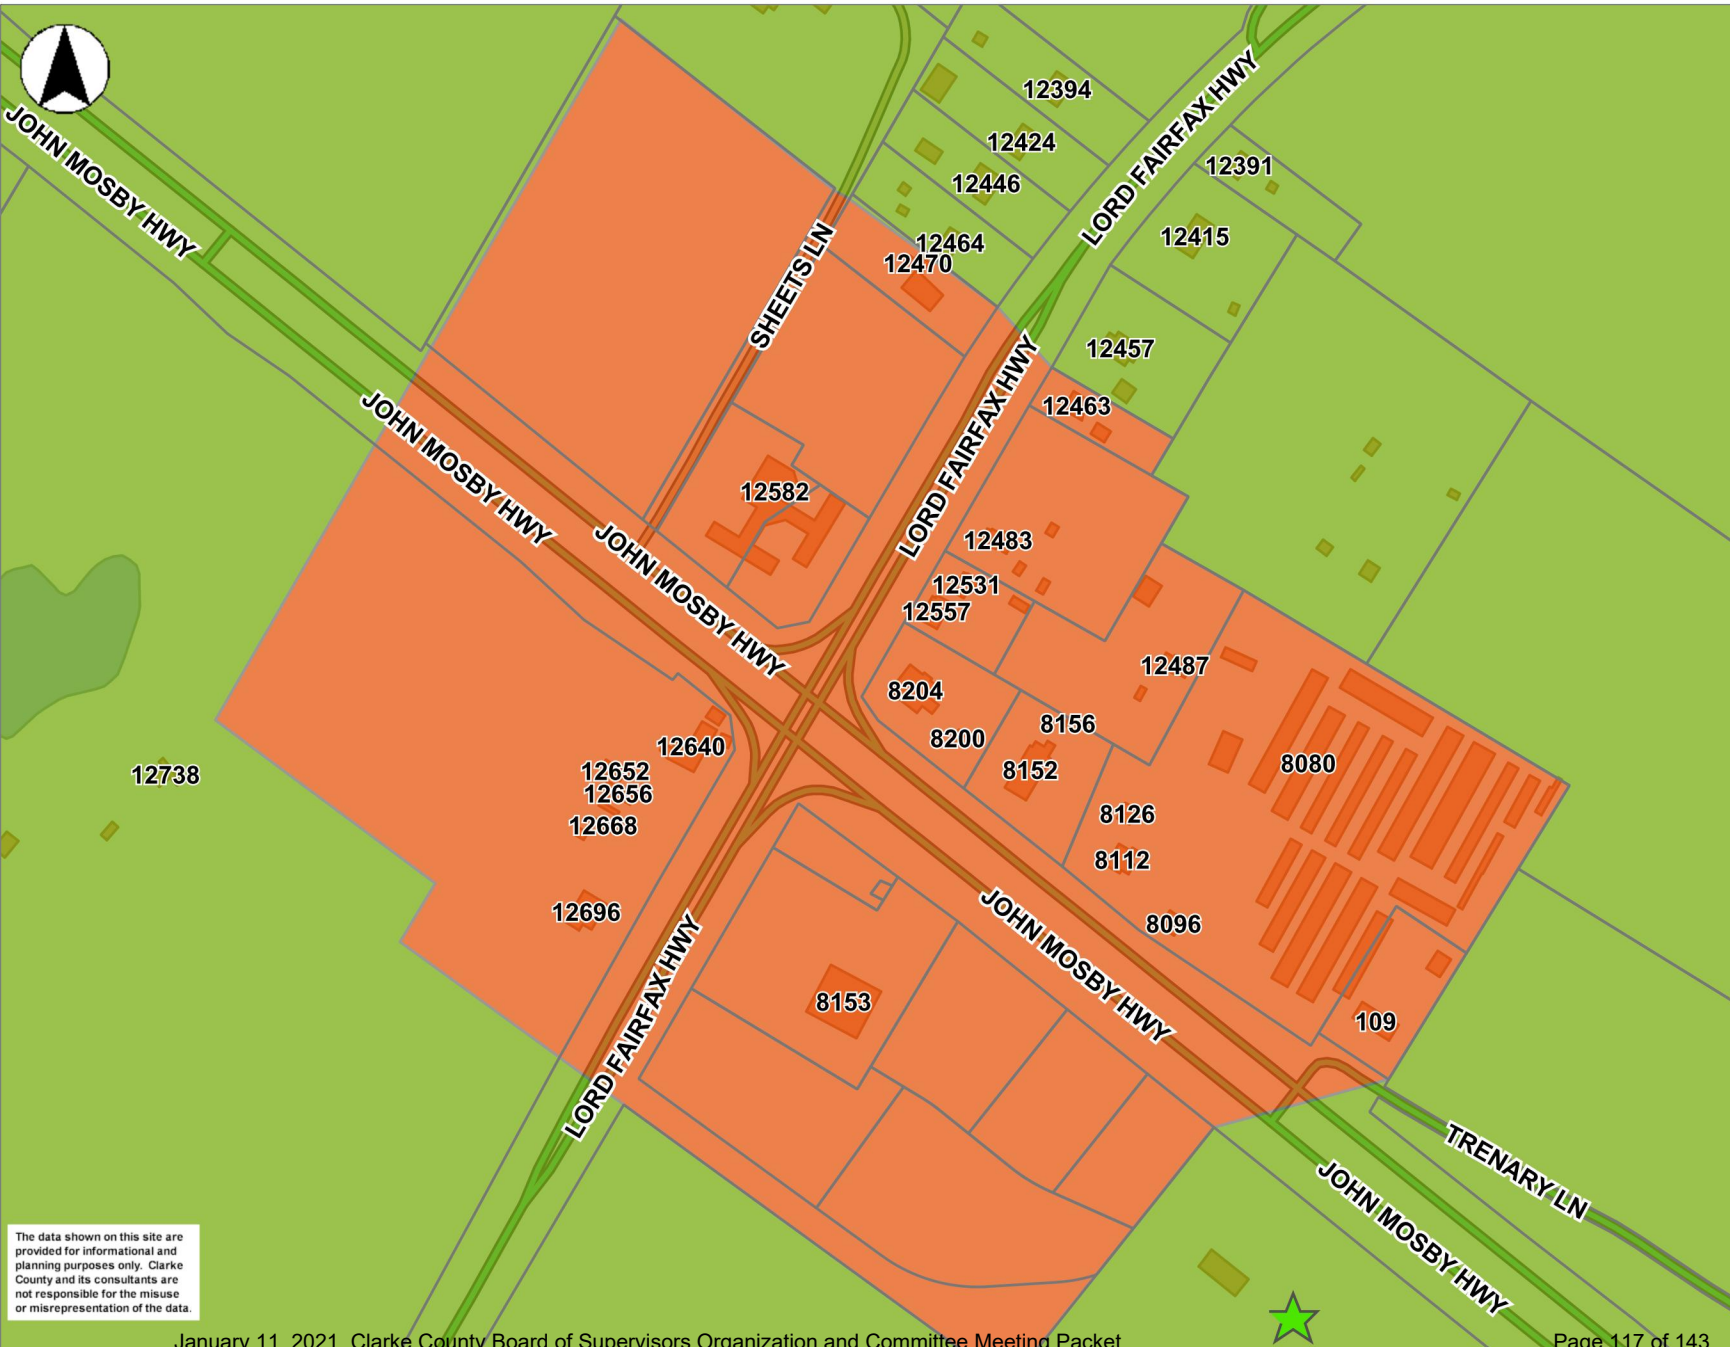 12394
12424
12446
12464
12470
LORD FAIRFAX HWY
12391
12415
12457
12463
JOHN MOSBY HWY
SHEETS LN
LORD FAIRFAX HWY
JOHN MOSBY HWY
12582
JOHN MOSBY HWY
12483
12531
12557
12487
8204
8200
8156
8152
8080
12640
12652
12656
12668
12738
8126
8112
12696
8096
JOHN MOSBY HWY
8153
109
LORD FAIRFAX HWY
TRENARY LN
JOHN MOSBY HWY
The data shown on this site are
provided for informational and
planning purposes only. Clarke
County and its consultants are
not responsible for the misuse
or misrepresentation of the data.
January 11, 2021 Clarke County Board of Supervisors Organization and Committee Meeting Packet
Page 117 of 143